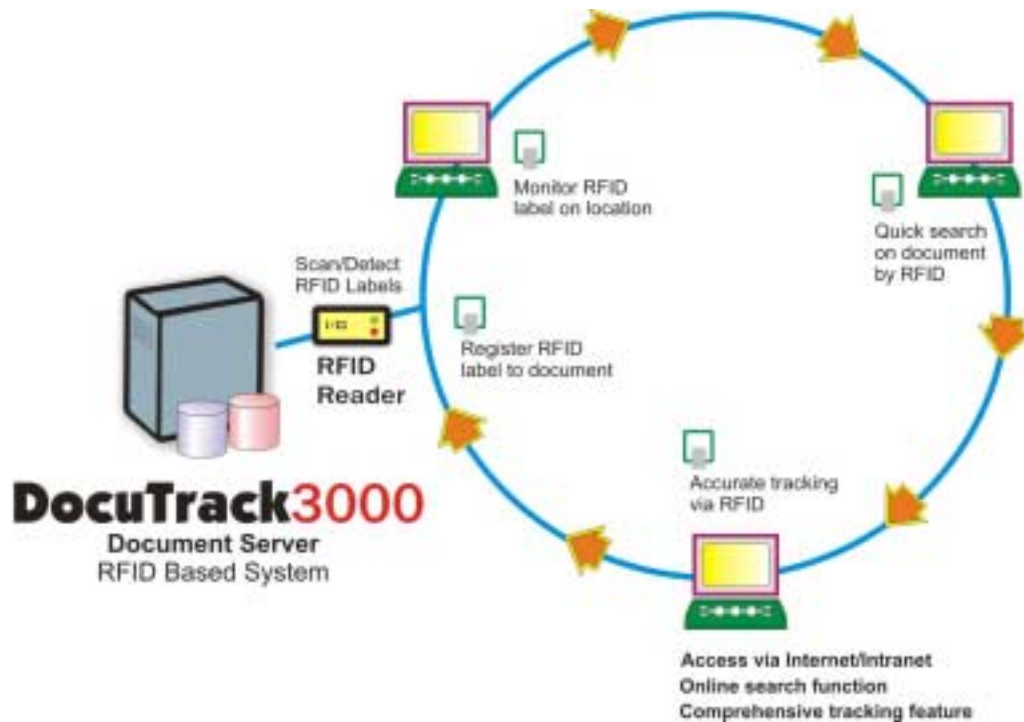 Monitor RFID
label on location
Quick search
on document
by RFID
Scan/Detect
RFID Labels
RFID
Reader
Register RFID
label to document
Accurate tracking
via RFID
DocuTrack3000
Document Server
RFID Based System
Access via Internet/Intranet
Online search function
Comprehensive tracking feature